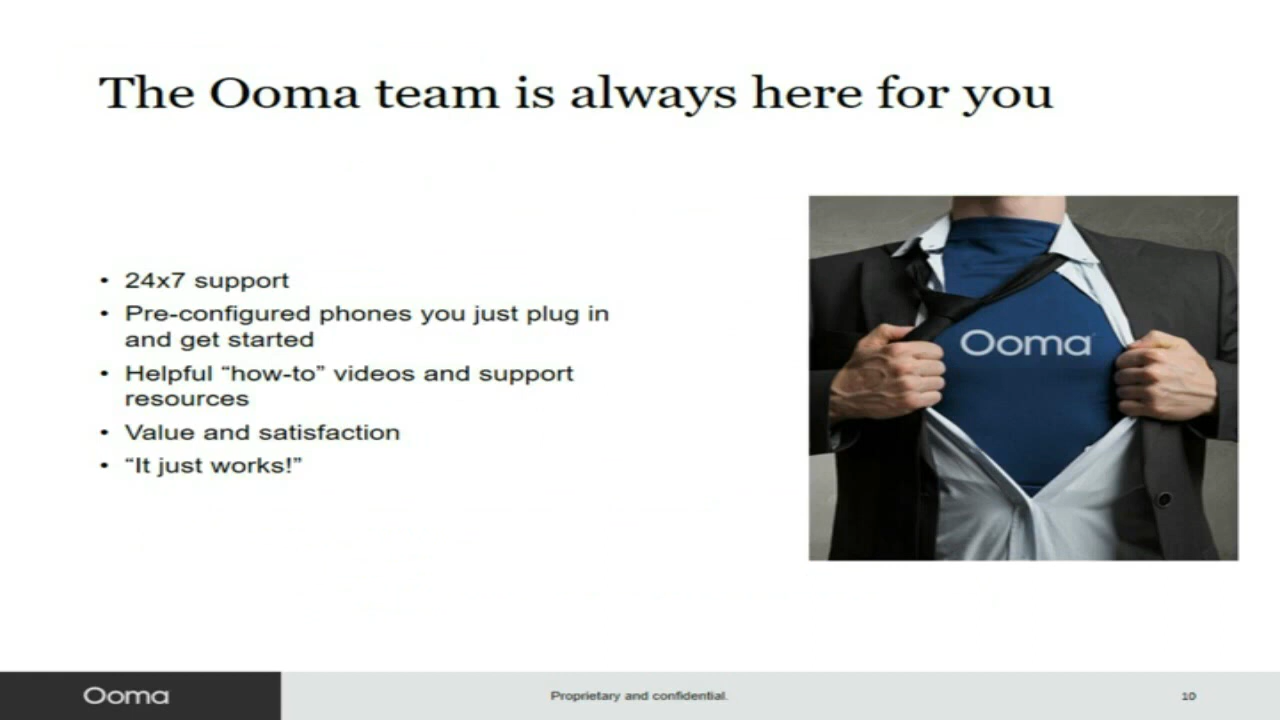 The Ooma team is always here for you
• 24x7 support
• Pre-configured phones you just plug in
and get started
• Helpful “how-to” videos and support
resources
• Value and satisfaction
• “It just works!”
Ooma
Ooma
Proprietary and confidential.
10